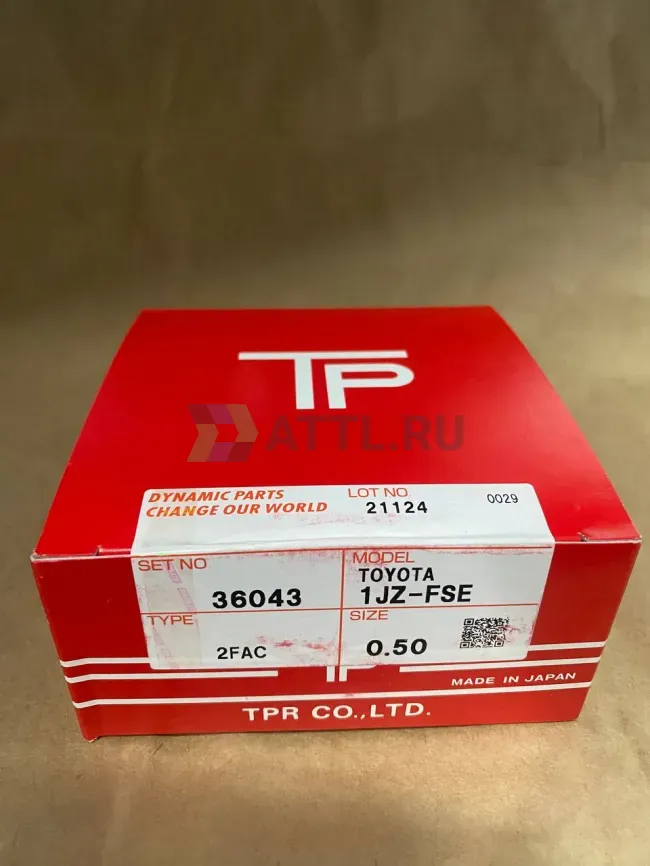 TP
ATTL.RU
DYNAMIC PARTS
CHANGE OUR WORLD
LOT NO.
21124
0029
SET NO
36043
MODEL
TOYOTA
1JZ-FSE
TYPE
2FAC
SIZE
0.50
TP
MADE IN JAPAN
TPR CO.,LTD.